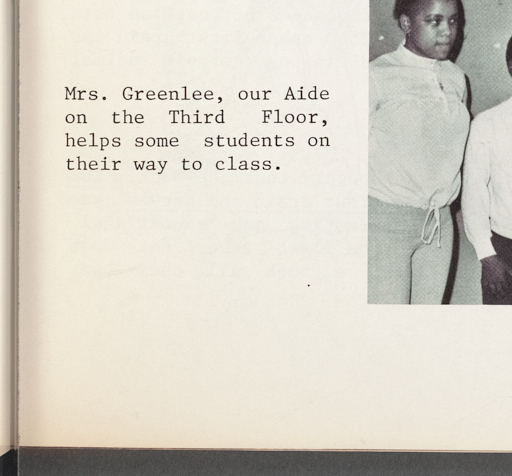 Mrs. Greenlee, our Aide
on the Third Floor,
helps some students on
their way to class.